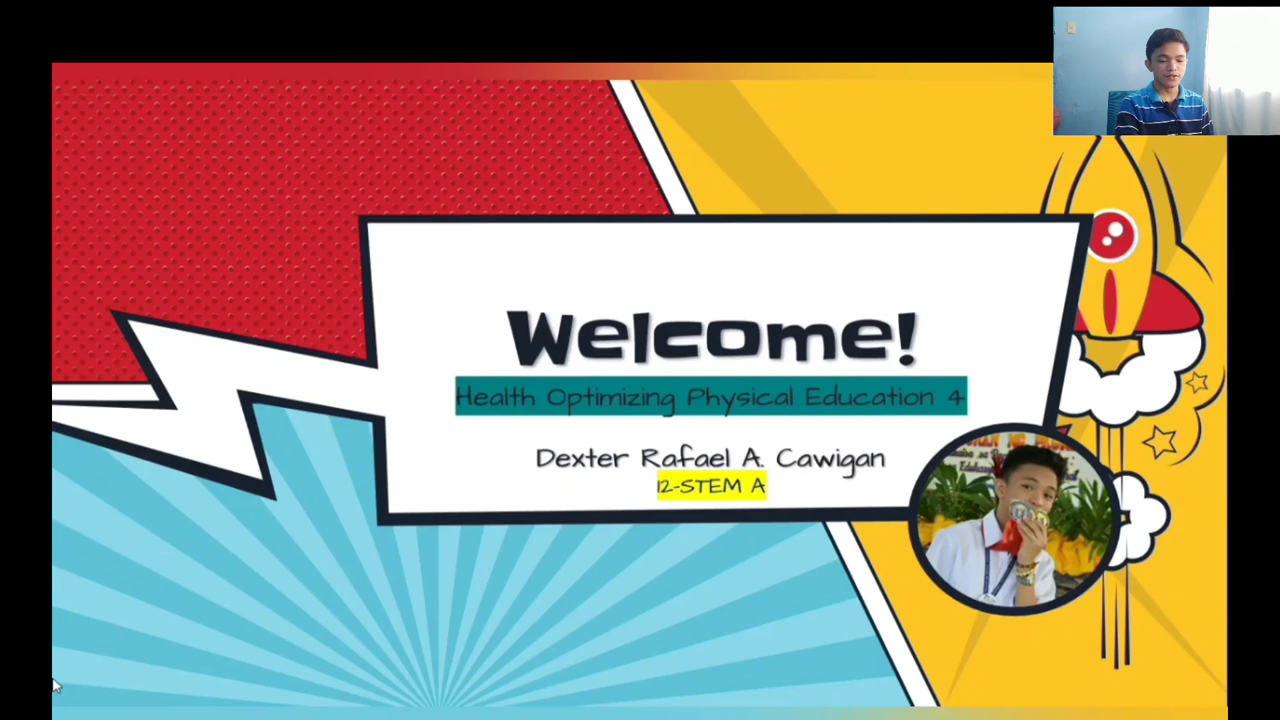 Welcome!
Health Optimizing Physical Education 4
Dexter Rafael A. Cawigan
12-STEM A